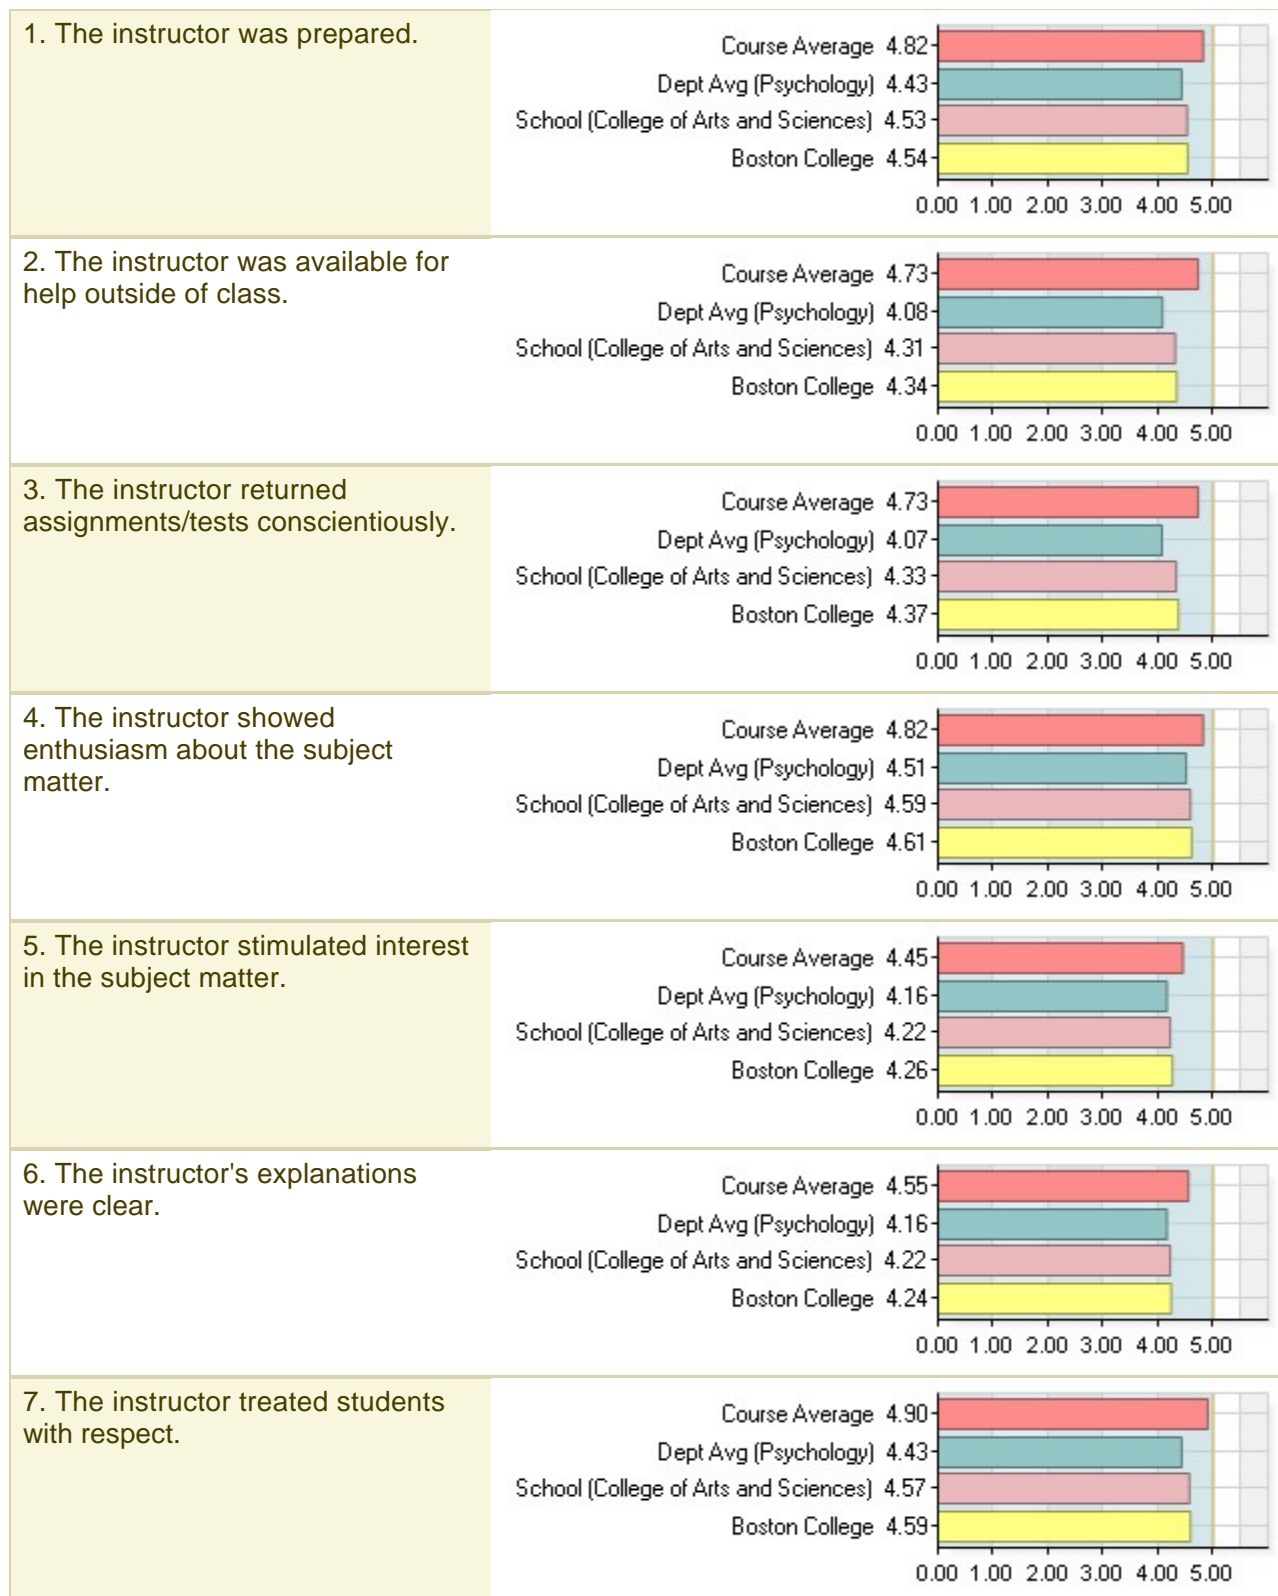 1. The instructor was prepared.
Course Average 4.82
Dept Avg (Psychology) 4.43
School (College of Arts and Sciences) 4.53
Boston College 4.54
0.00 1.00 2.00 3.00 4.00 5.00
2. The instructor was available for
help outside of class.
Course Average 4.73
Dept Avg (Psychology) 4.08
School (College of Arts and Sciences) 4.31
Boston College 4.34
0.00 1.00 2.00 3.00 4.00 5.00
3. The instructor returned
assignments/tests conscientiously.
Course Average 4.73
Dept Avg (Psychology) 4.07
School (College of Arts and Sciences) 4.33
Boston College 4.37
0.00 1.00 2.00 3.00 4.00 5.00
4. The instructor showed
enthusiasm about the subject
matter.
Course Average 4.82
Dept Avg (Psychology) 4.51
School (College of Arts and Sciences) 4.59
Boston College 4.61
0.00 1.00 2.00 3.00 4.00 5.00
5. The instructor stimulated interest
in the subject matter.
Course Average 4.45
Dept Avg (Psychology) 4.16
School (College of Arts and Sciences) 4.22
Boston College 4.26
0.00 1.00 2.00 3.00 4.00 5.00
6. The instructor's explanations
were clear.
Course Average 4.55
Dept Avg (Psychology) 4.16
School (College of Arts and Sciences) 4.22
Boston College 4.24
0.00 1.00 2.00 3.00 4.00 5.00
7. The instructor treated students
with respect.
Course Average 4.90
Dept Avg (Psychology) 4.43
School (College of Arts and Sciences) 4.57
Boston College 4.59
0.00 1.00 2.00 3.00 4.00 5.00